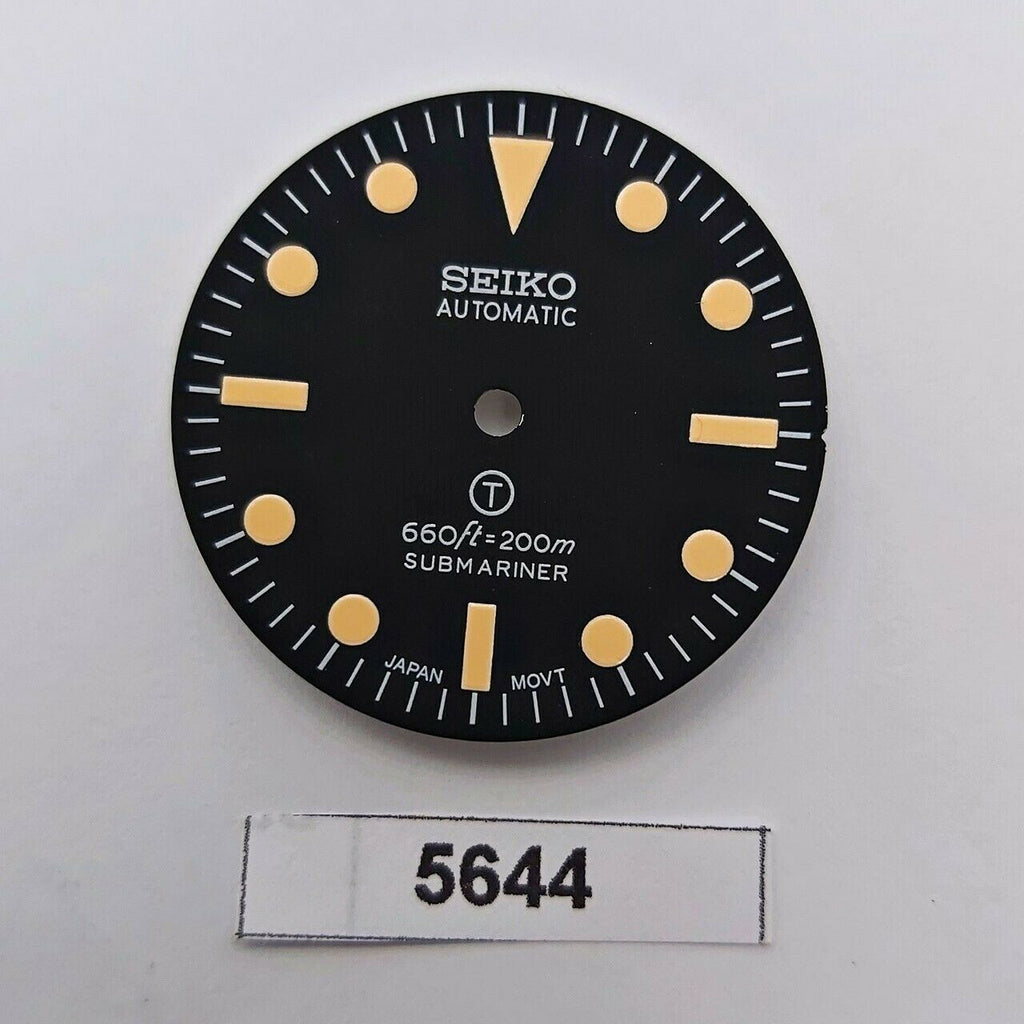 SEIKO
AUTOMATIC
T
660ft=200m
SUBMARINER
JAPAN MOVT
5644